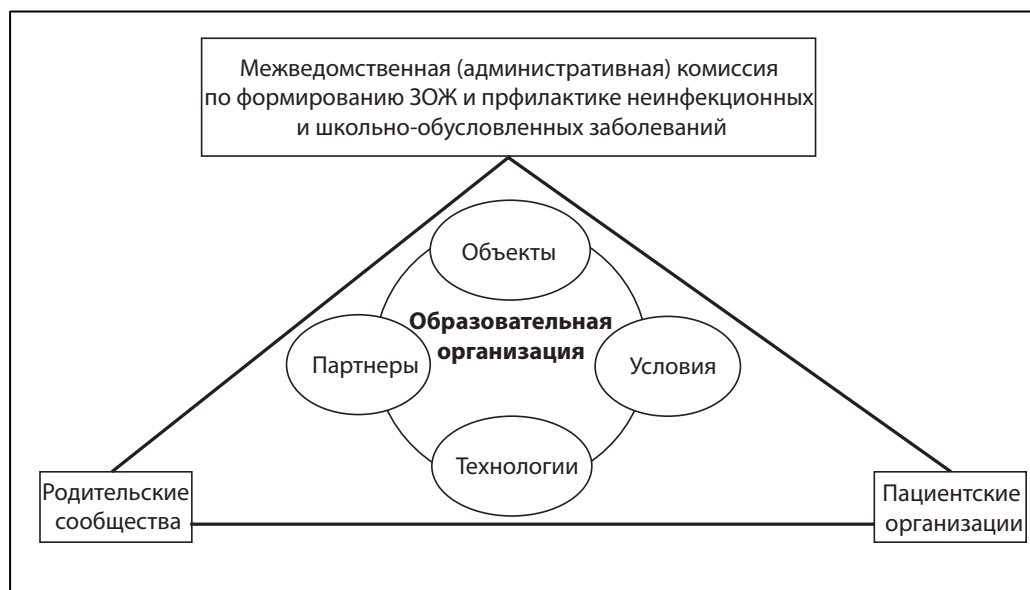 Межведомственная (административная) комиссия
по формированию ЗОЖ и прфилактике неинфекционных
и школьно-обусловленных заболеваний
Объекты
Образовательная
организация
Партнеры
Условия
Технологии
Родительские
сообщества
Пациентские
организации